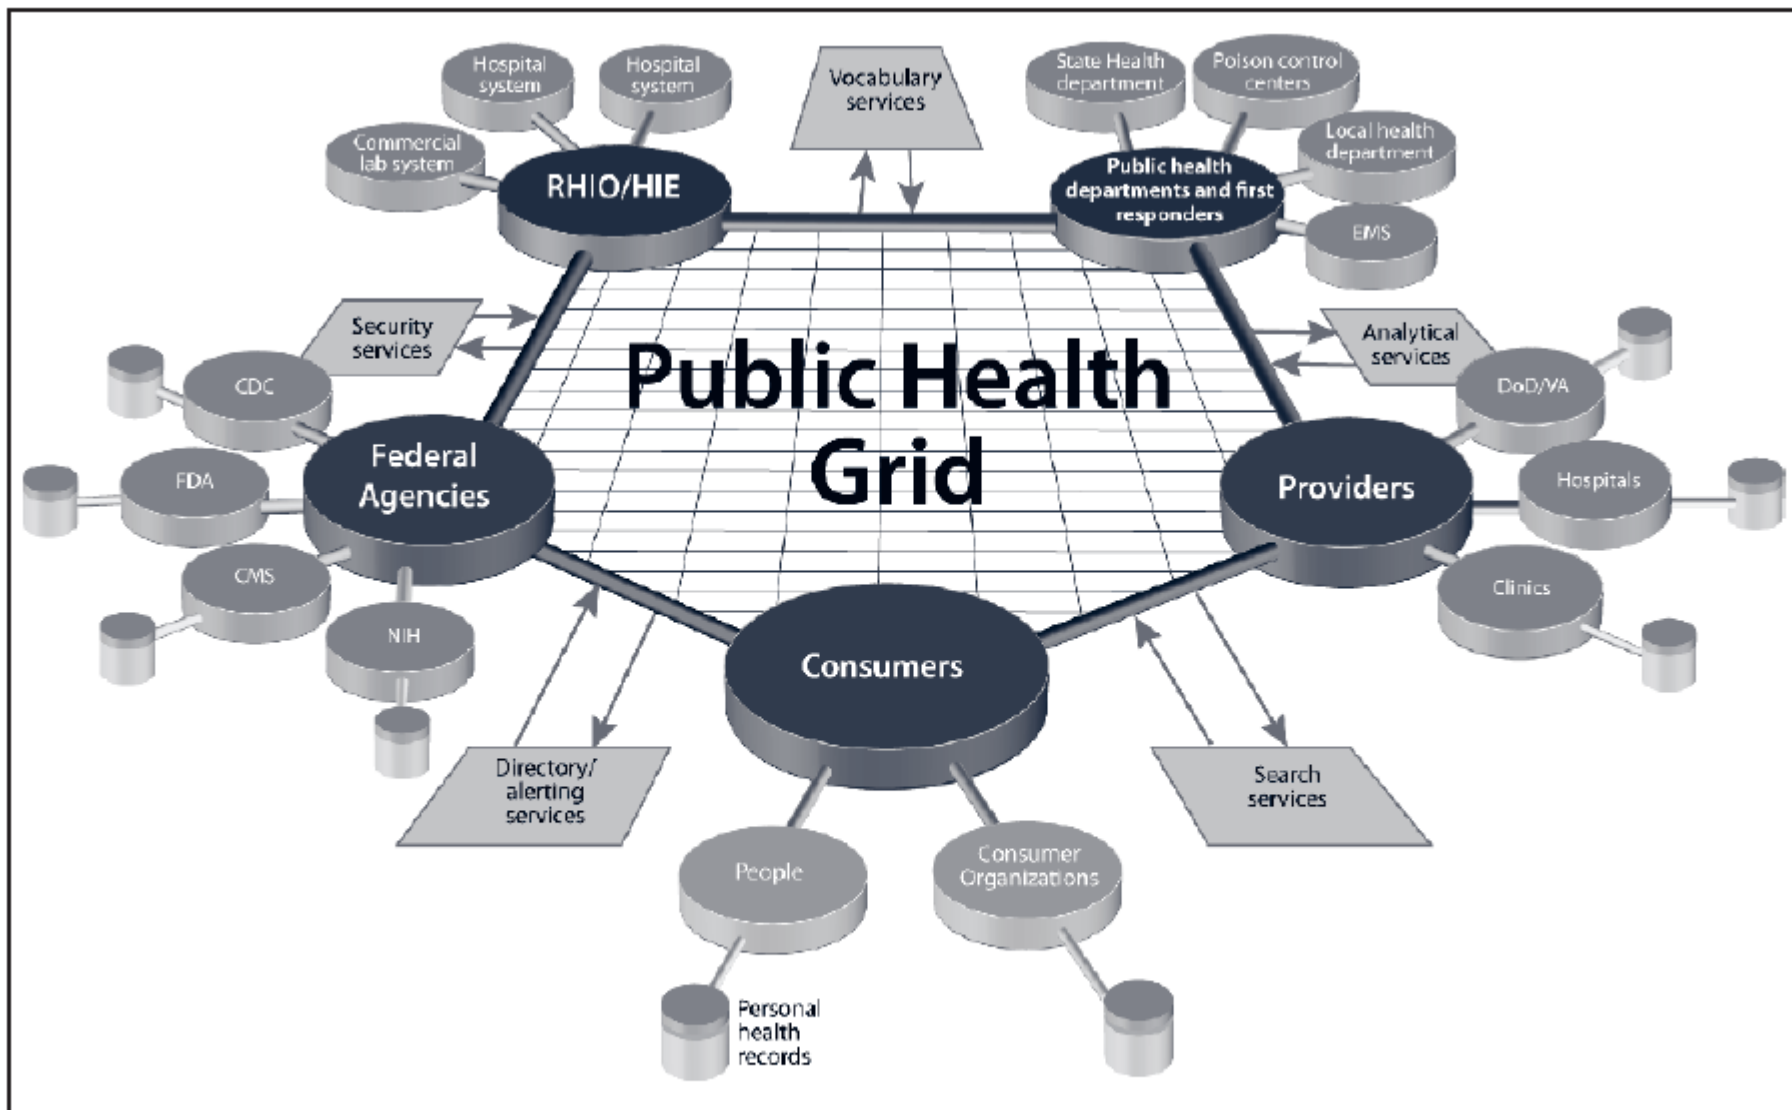 Hospital
system
Hospital
system
Commercial
lab system
RHIO/HIE
Vocabulary
services
State Health
department
Poison control
centers
Local health
department
Public health
departments and first
responders
EMS
Security
services
Analytical
services
CDC
FDA
CMS
NIH
Federal
Agencies
Public Health
Grid
Providers
DoD/VA
Hospitals
Clinics
Consumers
Directory/
alerting
services
Search
services
People
Consumer
Organizations
Personal
health
records